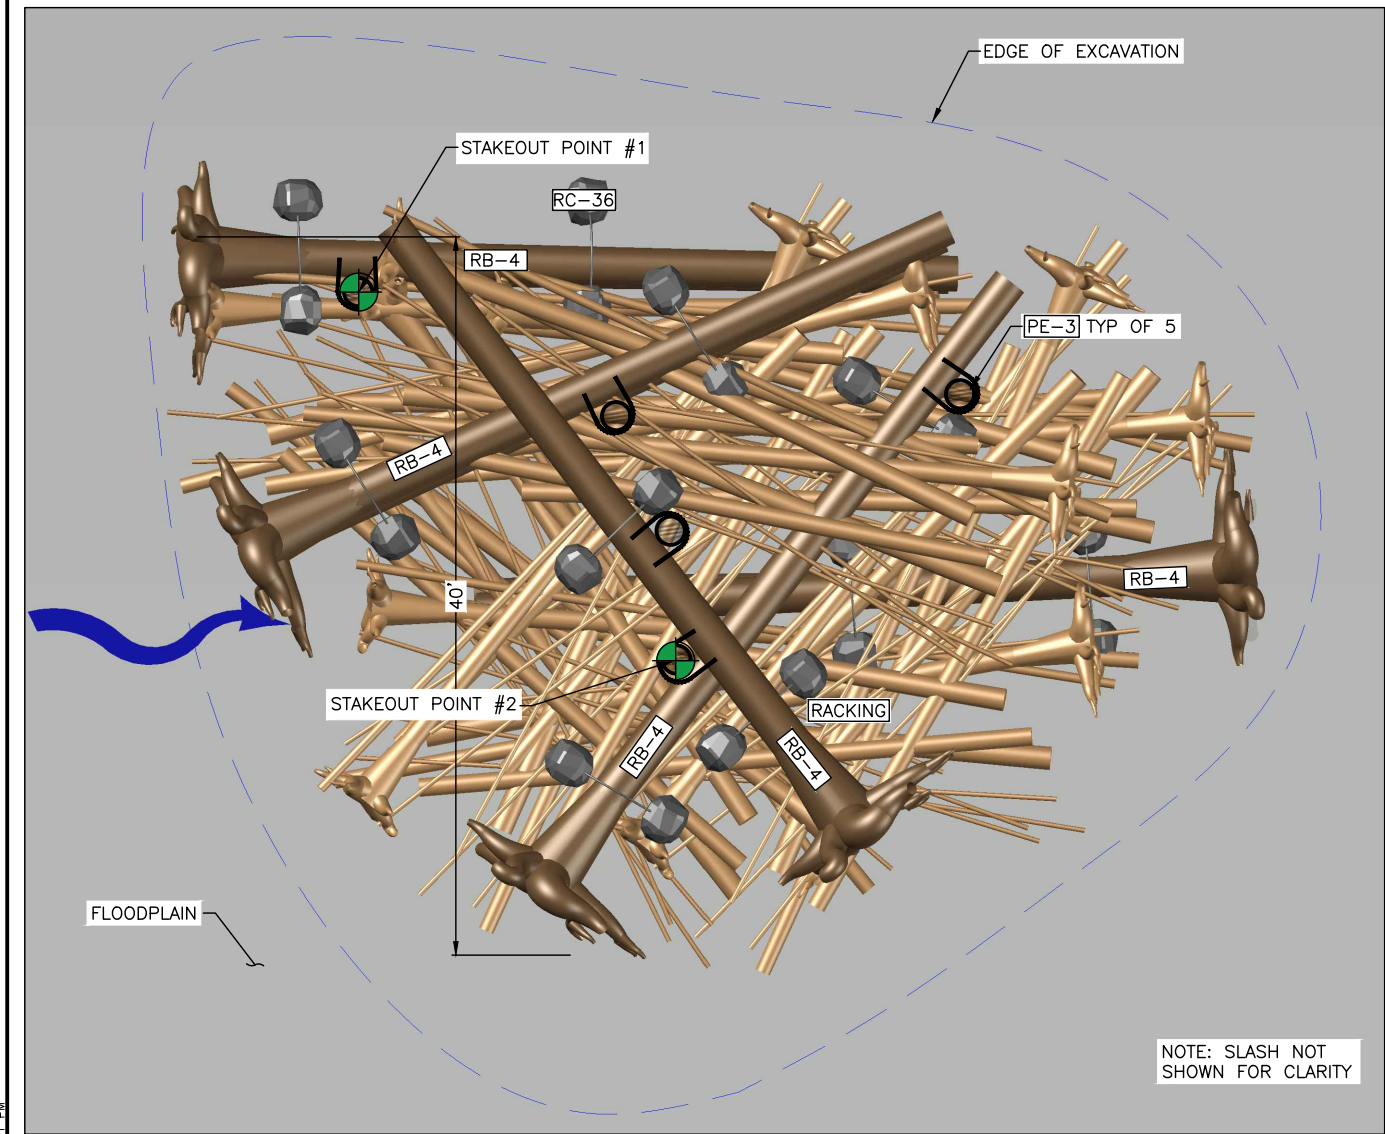 EDGE OF EXCAVATION
STAKEOUT POINT #1
RC-36
RB-4
PE-3 TYP OF 5
RB-4
RB-4
40'
STAKEOUT POINT #2
RACKING
RB-4
RB-4
FLOODPLAIN
NOTE: SLASH NOT
SHOWN FOR CLARITY